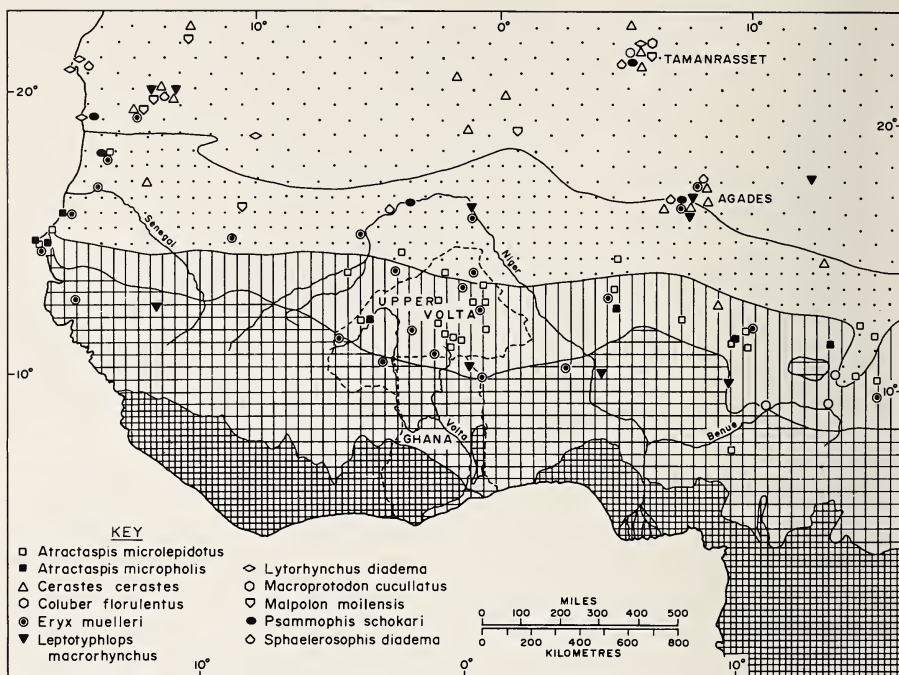 10°
0°
10°
TAMANRASSET
20°
20°
AGADES
Senegal
Niger
UPPER
VOLTA
10°
10°
Benue
Volta
GHANA
KEY
Atractaspis microlepidotus
Atractaspis micropholis
Cerastes cerastes
Coluber florulentus
Eryx muelleri
Leptotyphlops
macrorhynchus
Lytorhynchus diadema
Macroprotodon cucullatus
Malpolon moilensis
Psammophis schokari
Sphaelerosophis diadema
MILES
0 100 200 300 400 500
0 200 400 600 800
KILOMETRES
10°
0°
10°